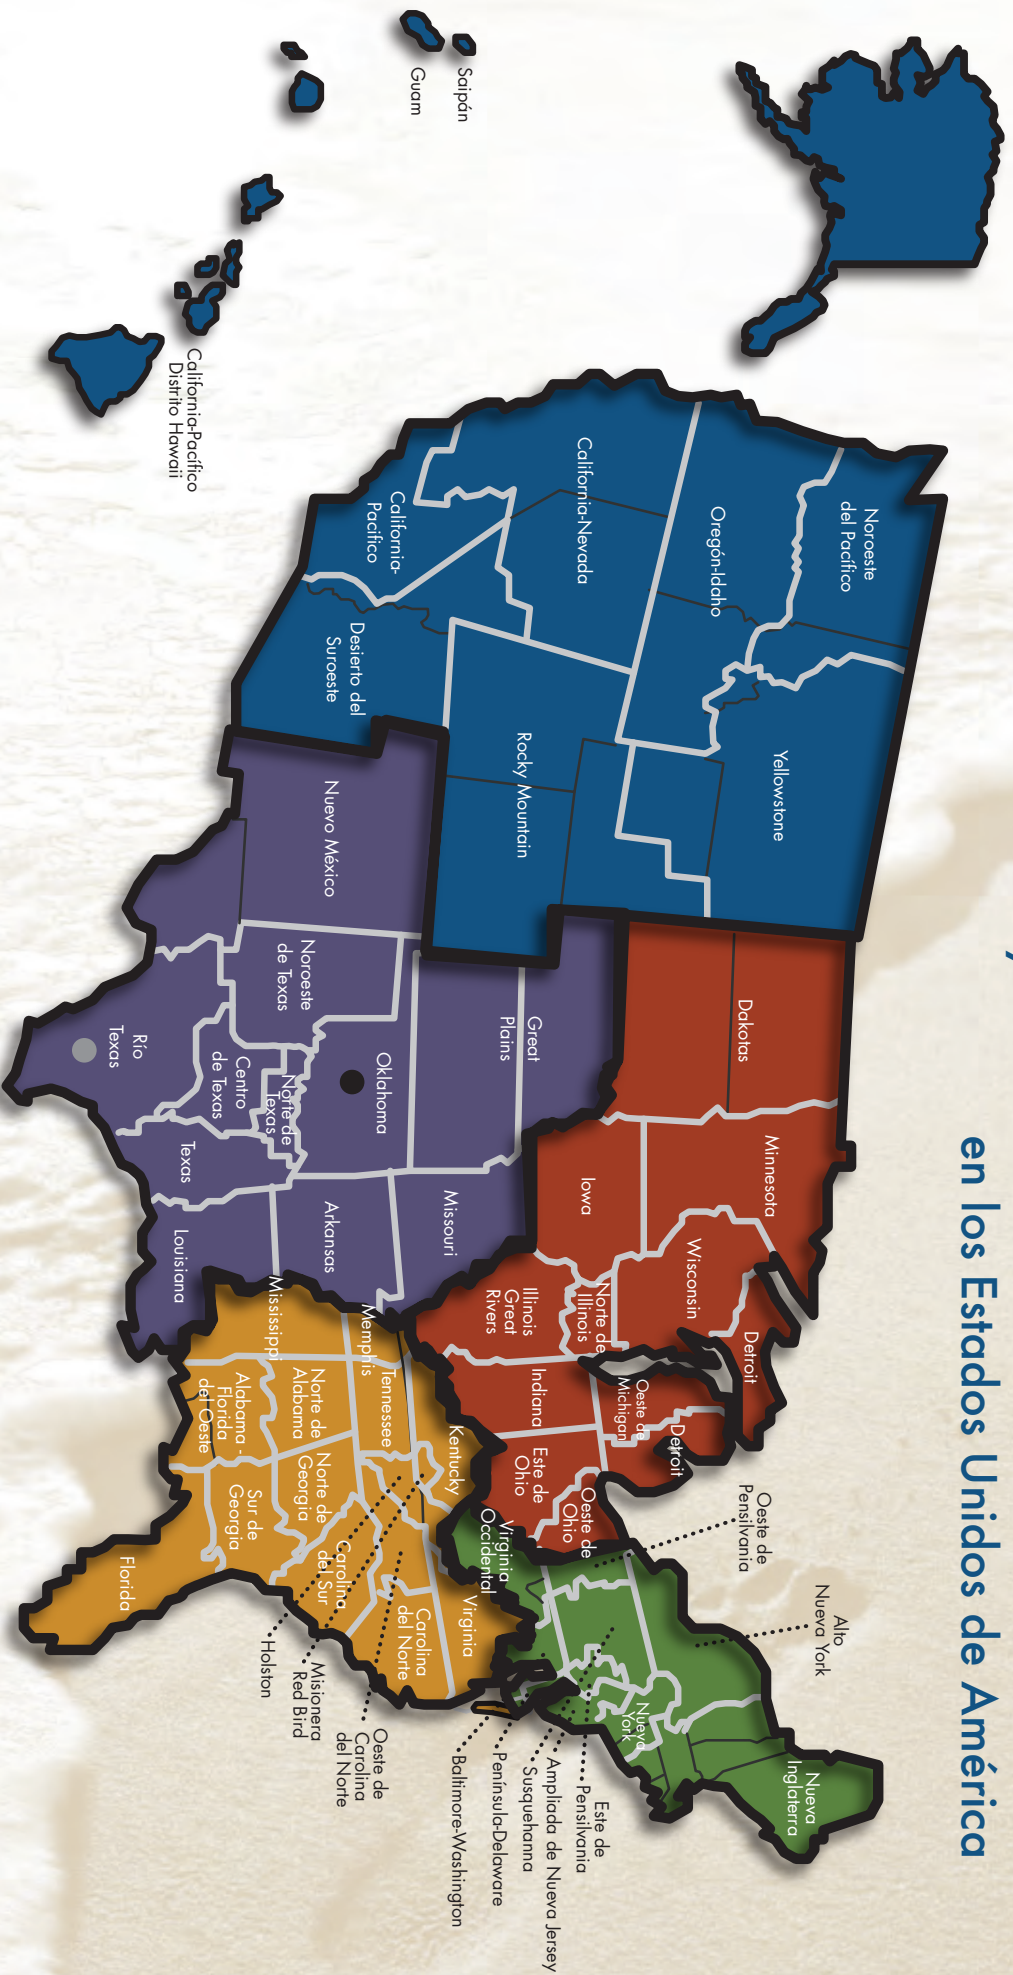 en los Estados Unidos de América
Saipán
Guam
California-Pacífico
Distrito Hawaii
Noroeste
del Pacífico
Oregón-Idaho
California-Nevada
California-
Pacifico
Desierto del
Suroeste
Yellowstone
Rocky Mountain
Nuevo México
Noroeste
de Texas
Río
Texas
Centro
de Texas
Norte de
Texas
Texas
Oklahoma
Great
Plains
Missouri
Arkansas
Louisiana
Dakotas
Minnesota
Iowa
Wisconsin
Norte de
Illinois
Illinois
Great
Rivers
Detroit
Oeste de
Michigan
Detroit
Indiana
Este de
Ohio
Oeste de
Ohio
Mississippi
Memphis
Tennessee
Kentucky
Norte de
Alabama
Alabama -
Florida
del Oeste
Norte de
Georgia
Sur de
Georgia
Florida
Carolina
del Sur
Carolina
del Norte
Virginia
Holston
Misionera
Red Bird
Oeste de
Carolina
del Norte
Virginia
Occidental
Oeste de
Pensilvania
Alto
Nueva York
Nueva
York
Nueva
Inglaterra
Este de
Pensilvania
Ampliada de Nueva Jersey
Susquehanna
Península-Delaware
Baltimore-Washington